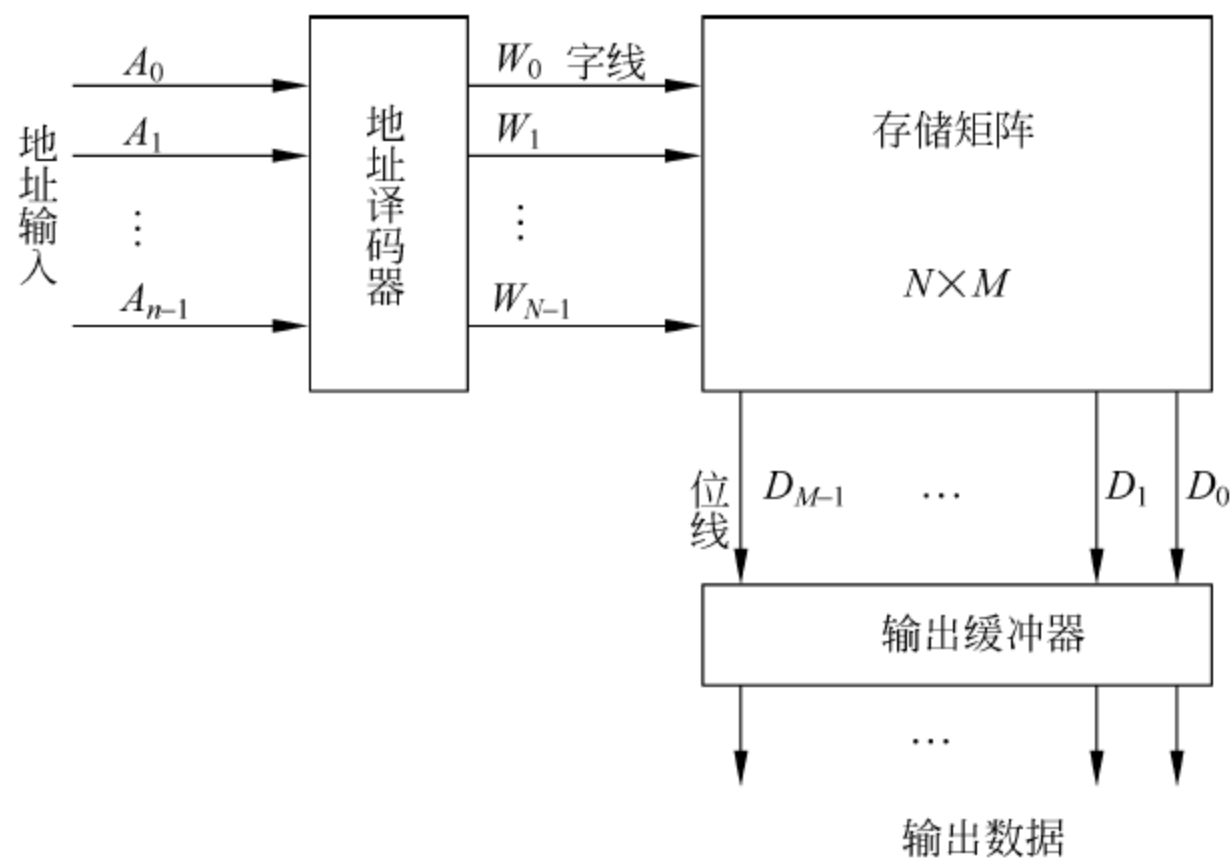 地址输入
A0
A1
⋮
An–1
地址译码器
W0 字线
W1
⋮
WN–1
存储矩阵
N×M
位线
DM–1 … D1 D0
输出缓冲器
…
输出数据